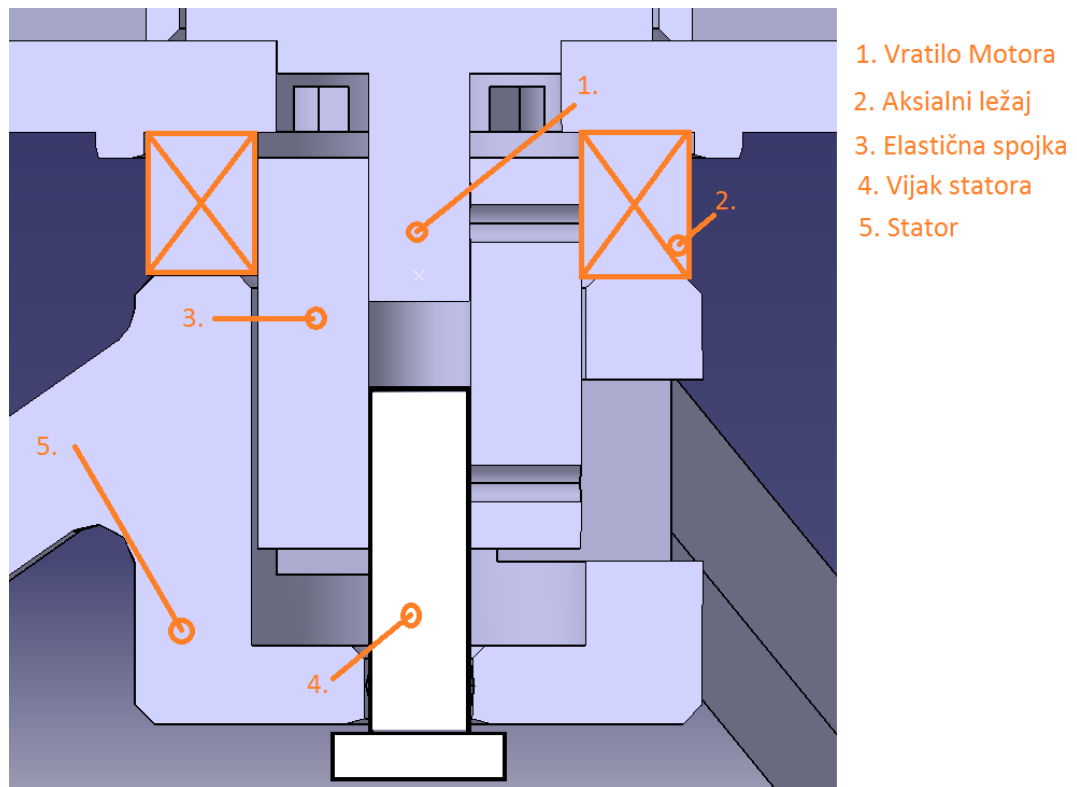 1. Vratilo Motora
2. Aksialni ležaj
3. Elastična spojka
4. Vijak statora
5. Stator
1.
2.
3.
5.
4.